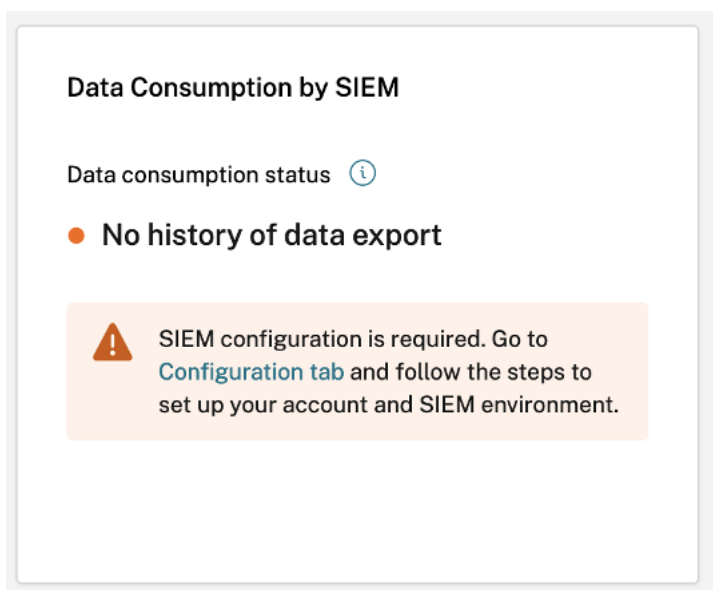 Data Consumption by SIEM
Data consumption status
No history of data export
SIEM configuration is required. Go to
Configuration tab and follow the steps to
set up your account and SIEM environment.